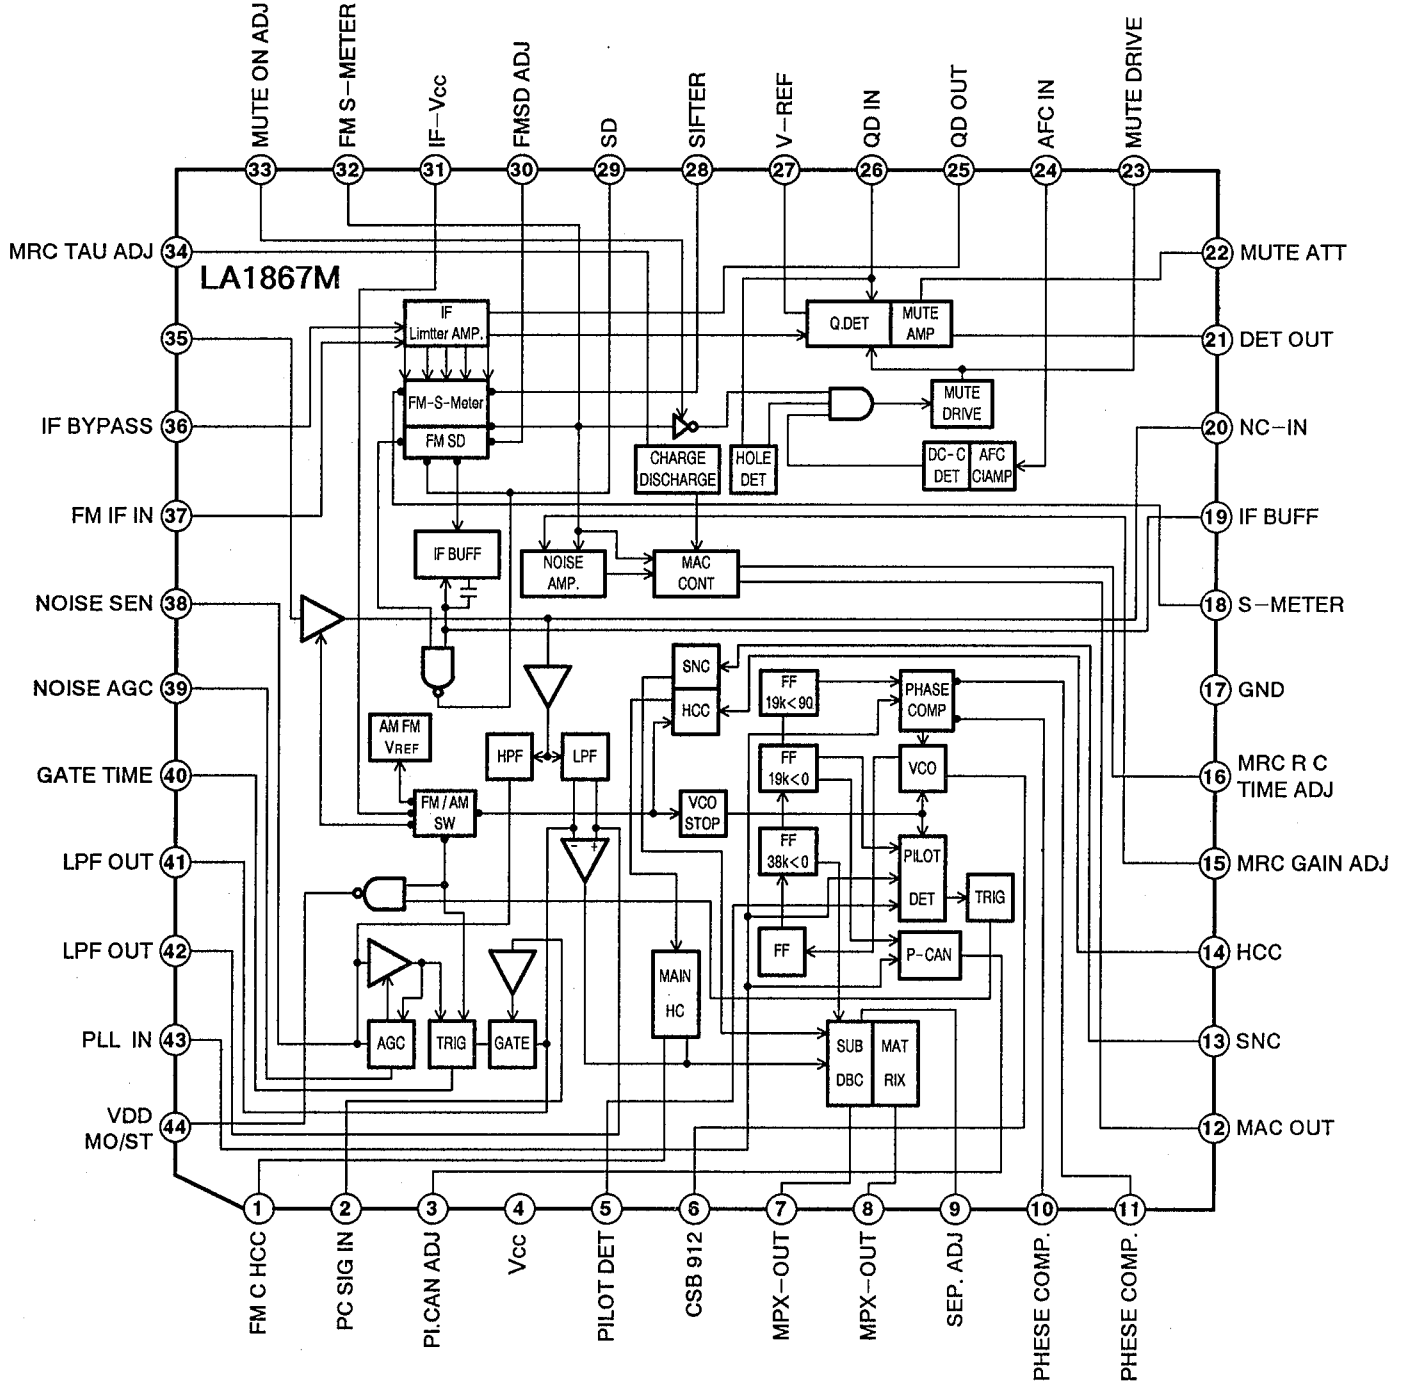 MUTE ON ADJ
FM S-METER
IF-Vcc
FMSD ADJ
SD
SIFTER
V-REF
QD IN
QD OUT
AFC IN
MUTE DRIVE
33
32
31
30
29
28
27
26
25
24
23
MRC TAU ADJ 34
LA1867M
22 MUTE ATT
35
IF
Limtter AMP.
Q.DET
MUTE
AMP
21 DET OUT
FM-S-Meter
FM SD
MUTE
DRIVE
IF BYPASS 36
20 NC-IN
CHARGE
DISCHARGE
HOLE
DET
DC-C
DET
AFC
CIAMP
FM IF IN 37
19 IF BUFF
IF BUFF
NOISE
AMP.
MAC
CONT
NOISE SEN 38
18 S-METER
SNC
HCC
FF
19k<90
PHASE
COMP
NOISE AGC 39
17 GND
AM FM
VREF
HPF
LPF
FF
19k<0
VCO
GATE TIME 40
16 MRC R C
TIME ADJ
FM/AM
SW
VCO
STOP
- +
FF
38k<0
PILOT
DET
TRIG
LPF OUT 41
15 MRC GAIN ADJ
FF
P-CAN
LPF OUT 42
14 HCC
MAIN
HC
PLL IN 43
13 SNC
AGC
TRIG
GATE
SUB
DBC
MAT
RIX
VDD
MO/ST 44
12 MAC OUT
1
2
3
4
5
6
7
8
9
10
11
FM C HCC
PC SIG IN
PI.CAN ADJ
Vcc
PILOT DET
CSB 912
MPX-OUT
MPX-OUT
SEP. ADJ
PHESE COMP.
PHESE COMP.